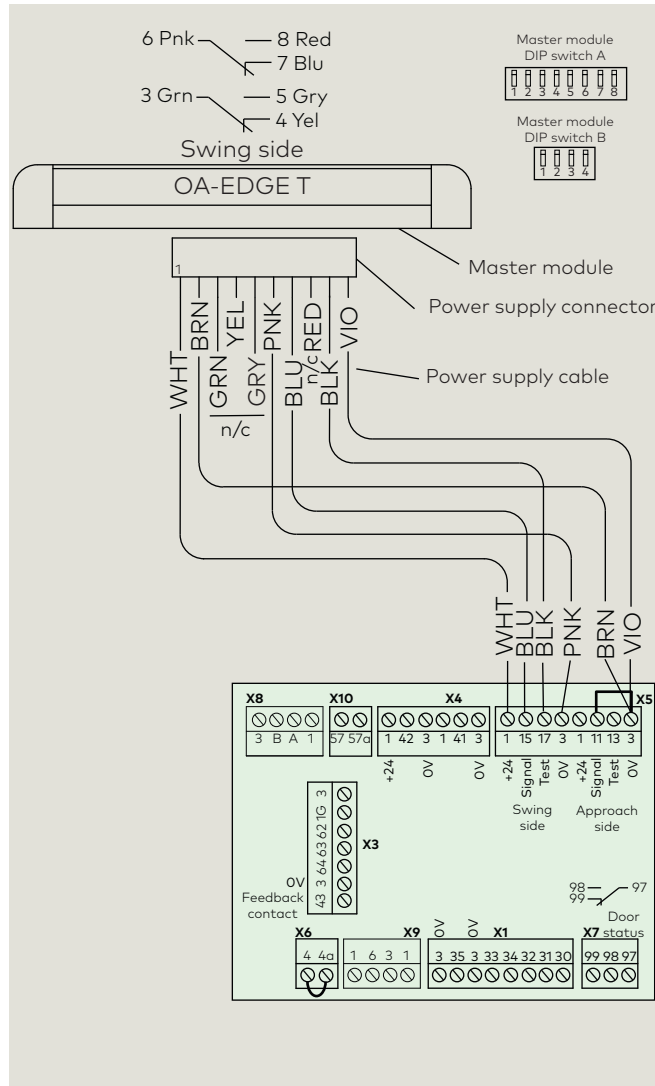 6 Pnk
8 Red
7 Blu
3 Grn
5 Gry
4 Yel
Swing side
Master module
DIP switch A
1 2 3 4 5 6 7 8
Master module
DIP switch B
1 2 3 4
OA-EDGE T
1
Master module
Power supply connector
Power supply cable
WHT
BRN
GRN
YEL
GRY
PNK
BLU
n/c
RED
BLK
VIO
n/c
WHT
BLU
BLK
PNK
BRN
VIO
X8
3 B A 1
X10
57 57a
X4
1 42 3 1 41 3
+24
0V
0V
X5
1 15 17 3 1 11 13 3
+24
Signal
Test
0V
+24
Signal
Test
0V
Swing
side
Approach
side
X3
43 3 64 63 62 1G 3
0V
Feedback
contact
98
99
97
Door
status
X6
4 4a
X9
1 6 3 1
X1
0V
0V
3 35 3 33 34 32 31 30
X7
99 98 97